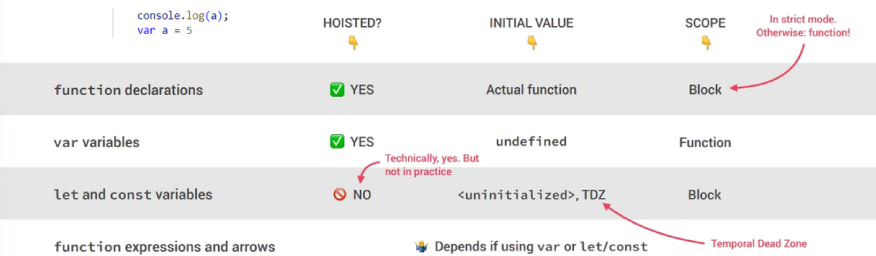 console.log(a);
var a = 5
HOISTED?
INITIAL VALUE
SCOPE
In strict mode.
Otherwise: function!
function declarations
YES
Actual function
Block
var variables
YES
undefined
Function
Technically, yes. But
not in practice
let and const variables
NO
<uninitialized>, TDZ
Block
function expressions and arrows
Depends if using var or let/const
Temporal Dead Zone